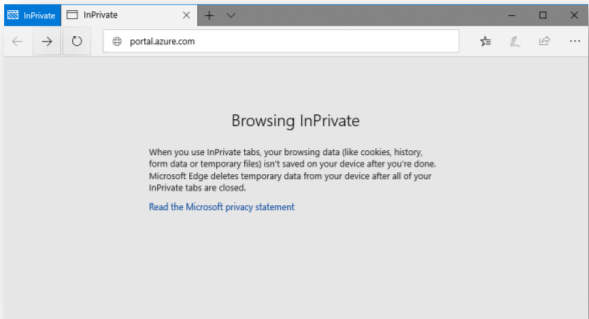 InPrivate InPrivate
portal.azure.com
Browsing InPrivate
When you use InPrivate tabs, your browsing data (like cookies, history,
form data or temporary files) isn't saved on your device after you're done.
Microsoft Edge deletes temporary data from your device after all of your
InPrivate tabs are closed.
Read the Microsoft privacy statement